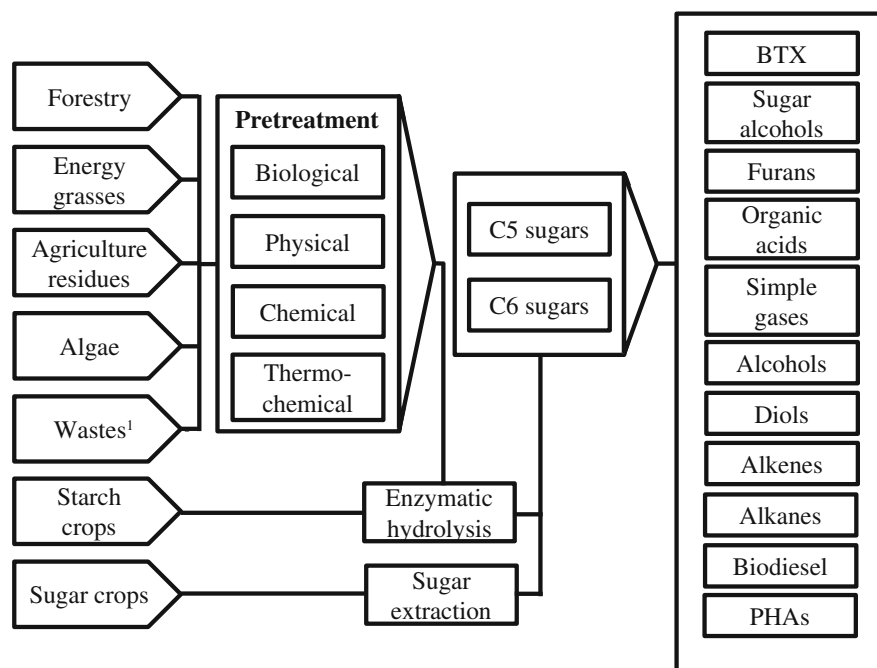 Forestry
Energy
grasses
Agriculture
residues
Algae
Wastes¹
Starch
crops
Sugar crops
Pretreatment
Biological
Physical
Chemical
Thermo-
chemical
Enzymatic
hydrolysis
Sugar
extraction
C5 sugars
C6 sugars
BTX
Sugar
alcohols
Furans
Organic
acids
Simple
gases
Alcohols
Diols
Alkenes
Alkanes
Biodiesel
PHAs